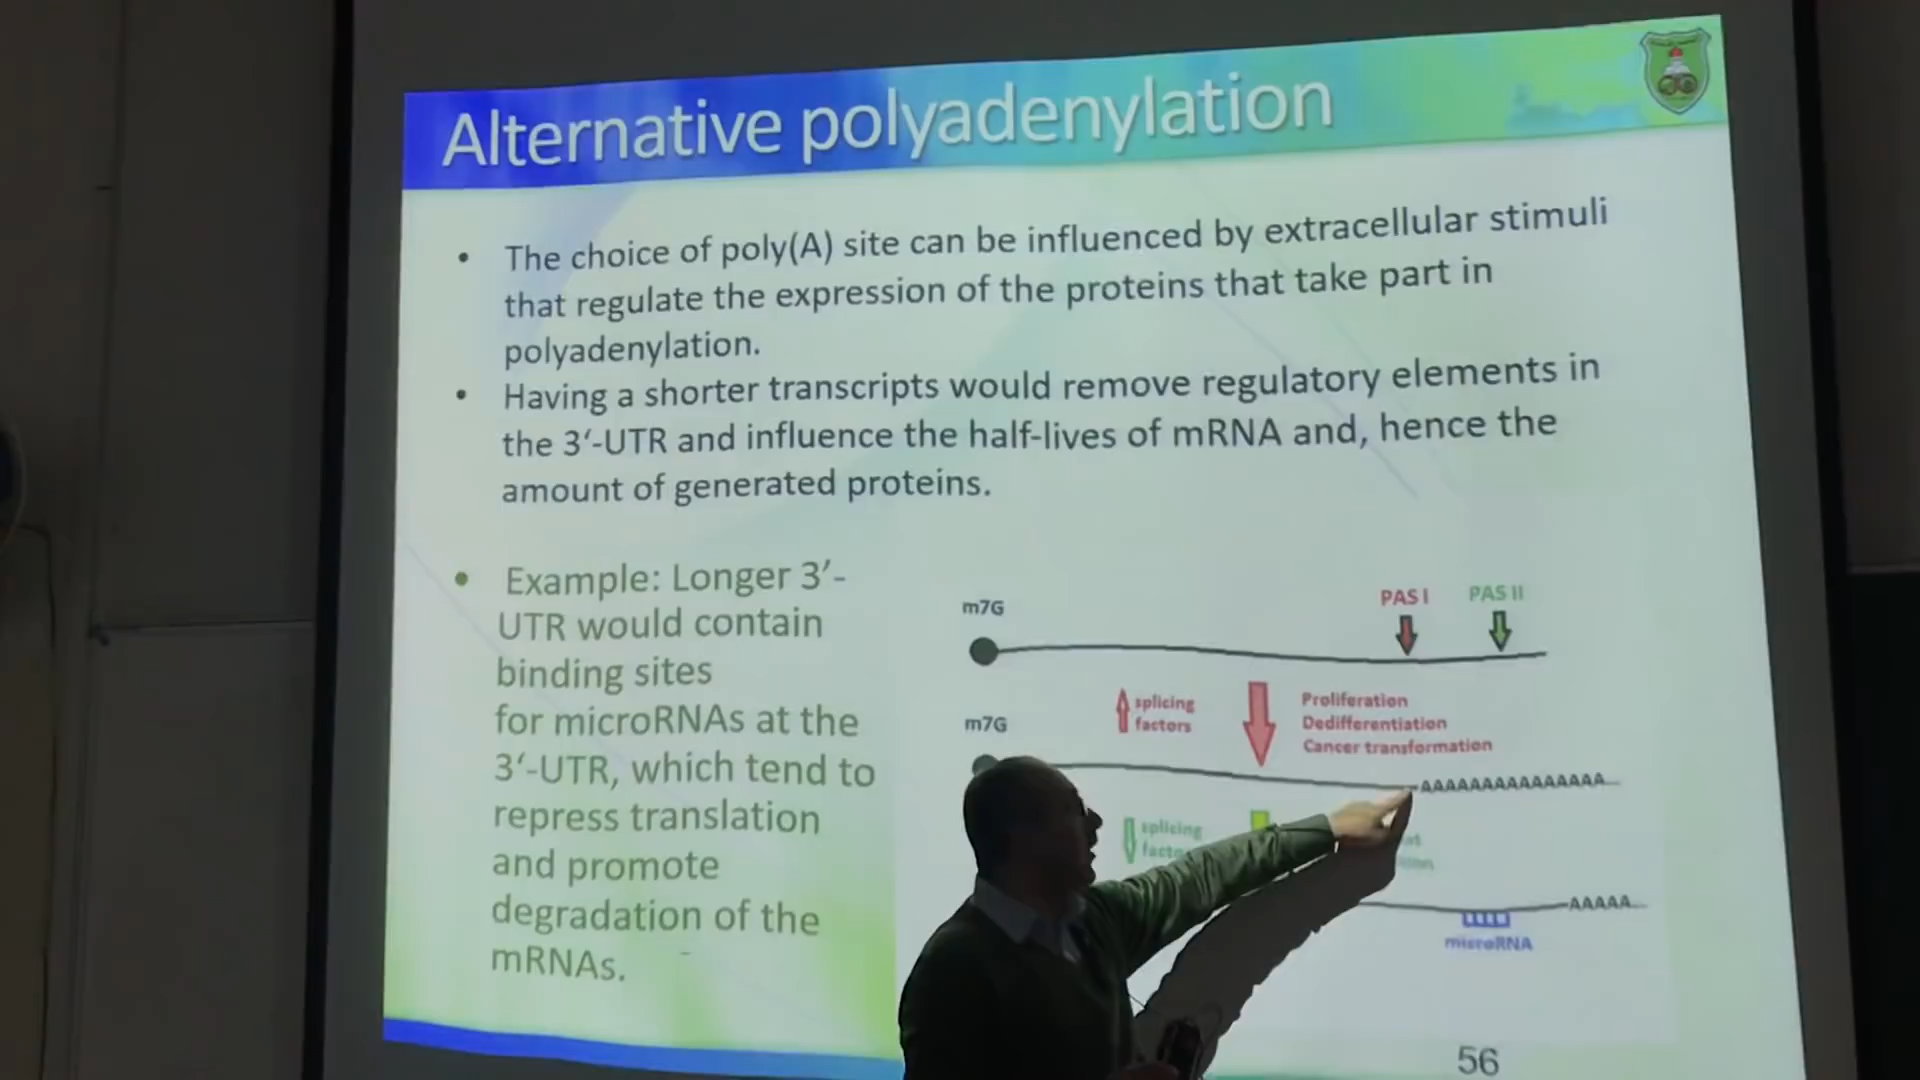 Alternative polyadenylation
• The choice of poly(A) site can be influenced by extracellular stimuli
that regulate the expression of the proteins that take part in
polyadenylation.
• Having a shorter transcripts would remove regulatory elements in
the 3′-UTR and influence the half-lives of mRNA and, hence the
amount of generated proteins.
• Example: Longer 3′-
UTR would contain
binding sites
for microRNAs at the
3′-UTR, which tend to
repress translation
and promote
degradation of the
mRNAs.
m7G
PAS I PAS II
splicing
factors
Proliferation
Dedifferentiation
Cancer transformation
m7G
AAAAAAAAAAAAAAA...
splicing
AAAAA...
microRNA
56